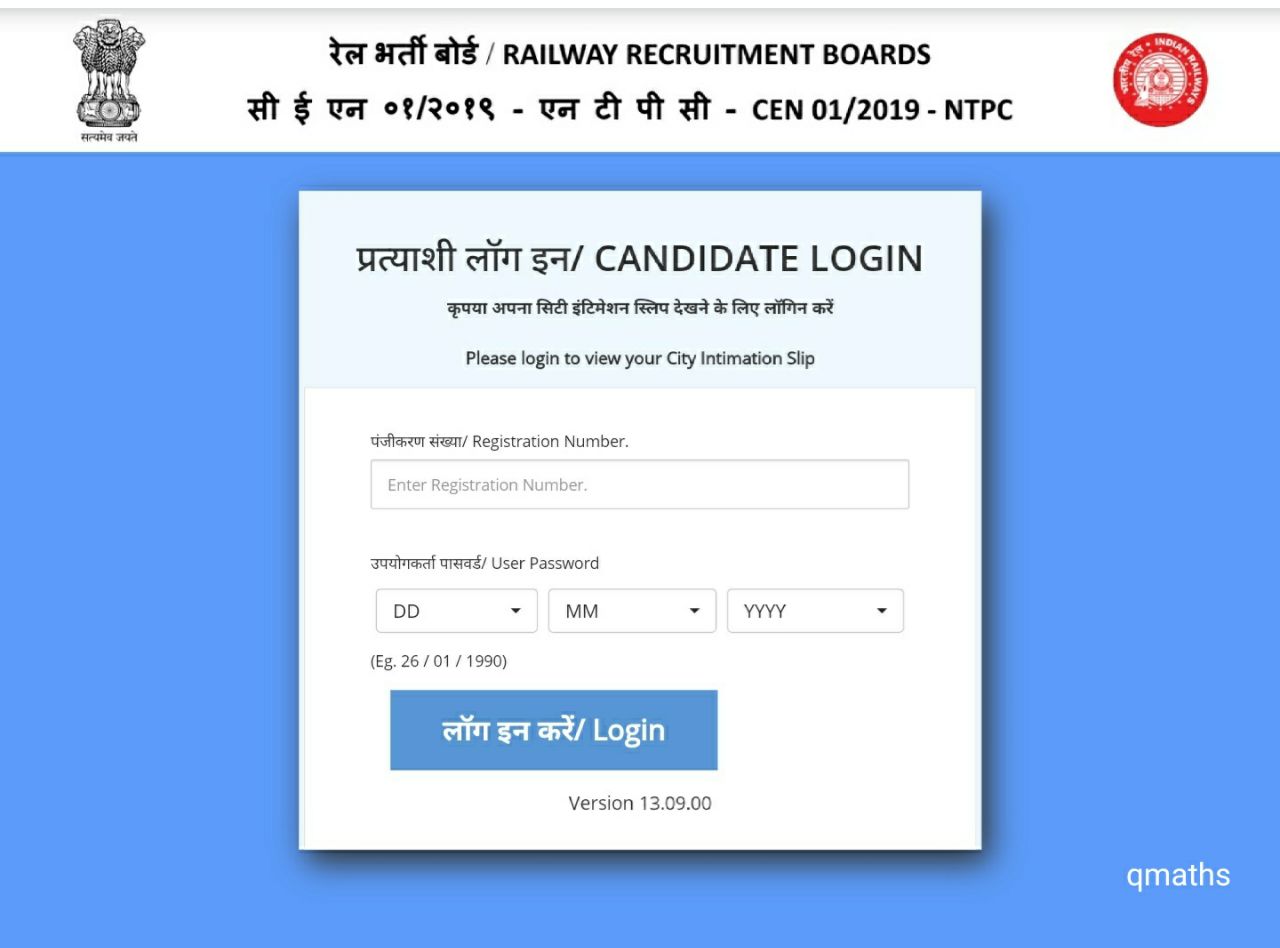 रेल भर्ती बोर्ड / RAILWAY RECRUITMENT BOARDS
सी ई एन ०१/२०१९ - एन टी पी सी - CEN 01/2019 - NTPC
सत्यमेव जयते
भारतीय रेल • INDIAN RAILWAYS
प्रत्याशी लॉग इन/ CANDIDATE LOGIN
कृपया अपना सिटी इंटिमेशन स्लिप देखने के लिए लॉगिन करें
Please login to view your City Intimation Slip
पंजीकरण संख्या/ Registration Number.
Enter Registration Number.
उपयोगकर्ता पासवर्ड/ User Password
DD MM YYYY
(Eg. 26 / 01 / 1990)
लॉग इन करें/ Login
Version 13.09.00
qmaths